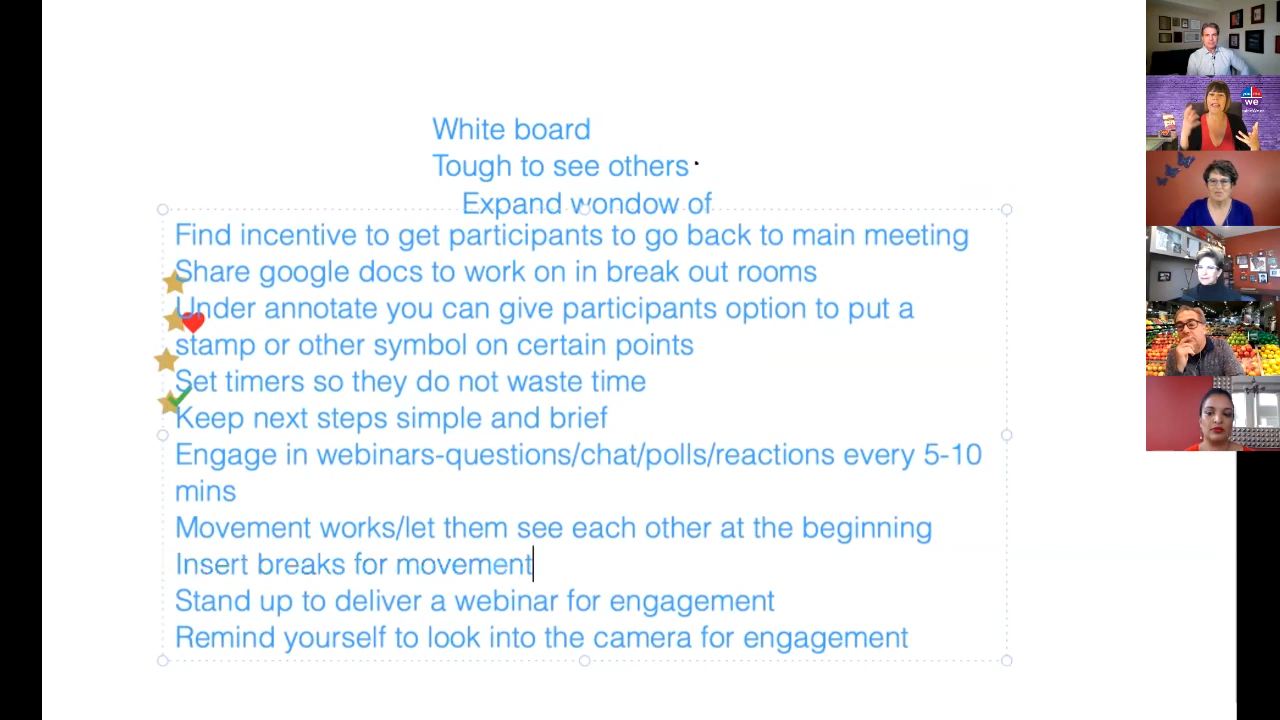 White board
Tough to see others
Expand wondow of
Find incentive to get participants to go back to main meeting
Share google docs to work on in break out rooms
Under annotate you can give participants option to put a
stamp or other symbol on certain points
Set timers so they do not waste time
Keep next steps simple and brief
Engage in webinars-questions/chat/polls/reactions every 5-10
mins
Movement works/let them see each other at the beginning
Insert breaks for movement
Stand up to deliver a webinar for engagement
Remind yourself to look into the camera for engagement
we